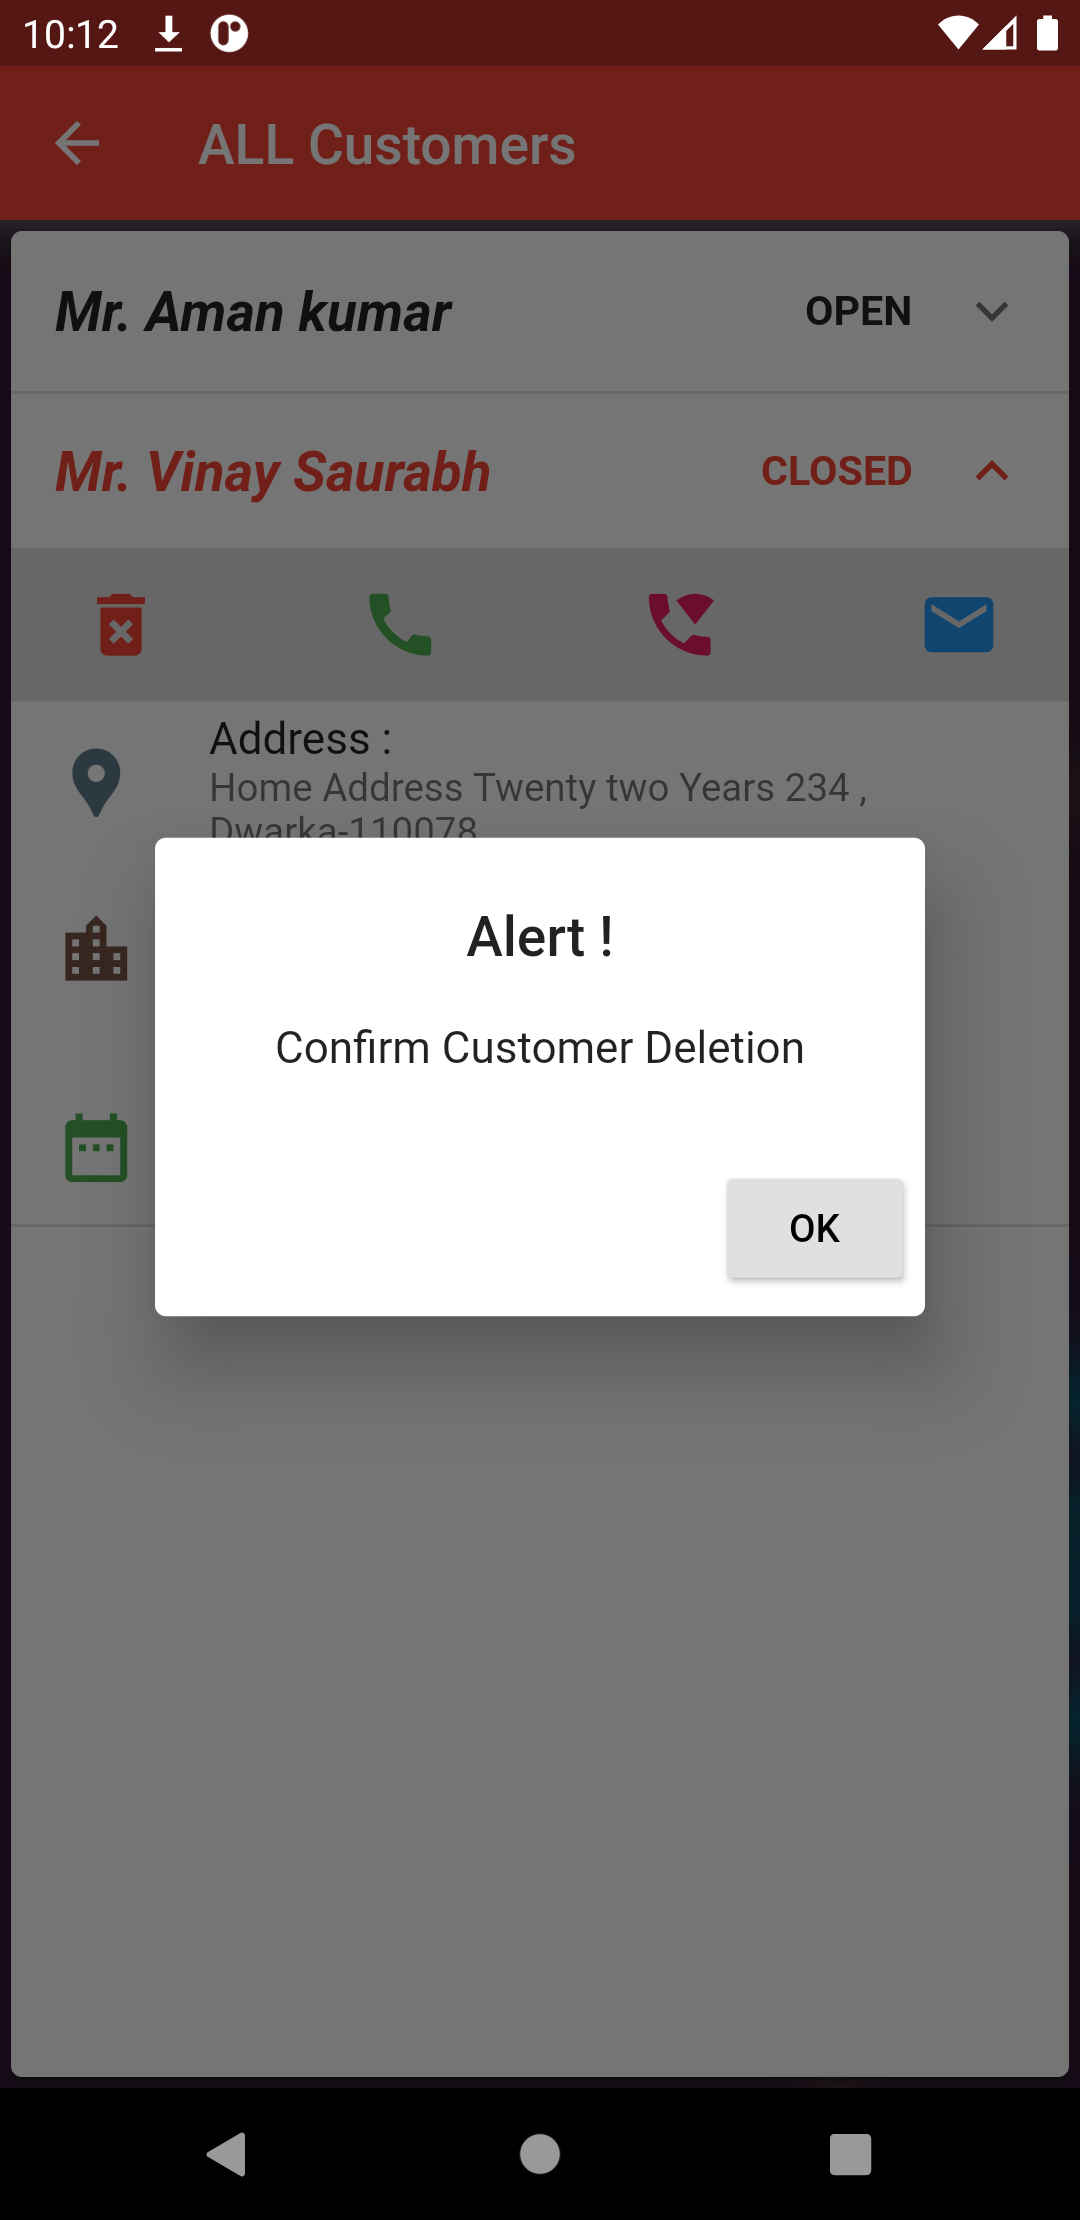 10:12
ALL Customers
Mr. Aman kumar OPEN
Mr. Vinay Saurabh CLOSED
Address :
Home Address Twenty two Years 234 ,
Dwarka-110078
Alert !
Confirm Customer Deletion
OK